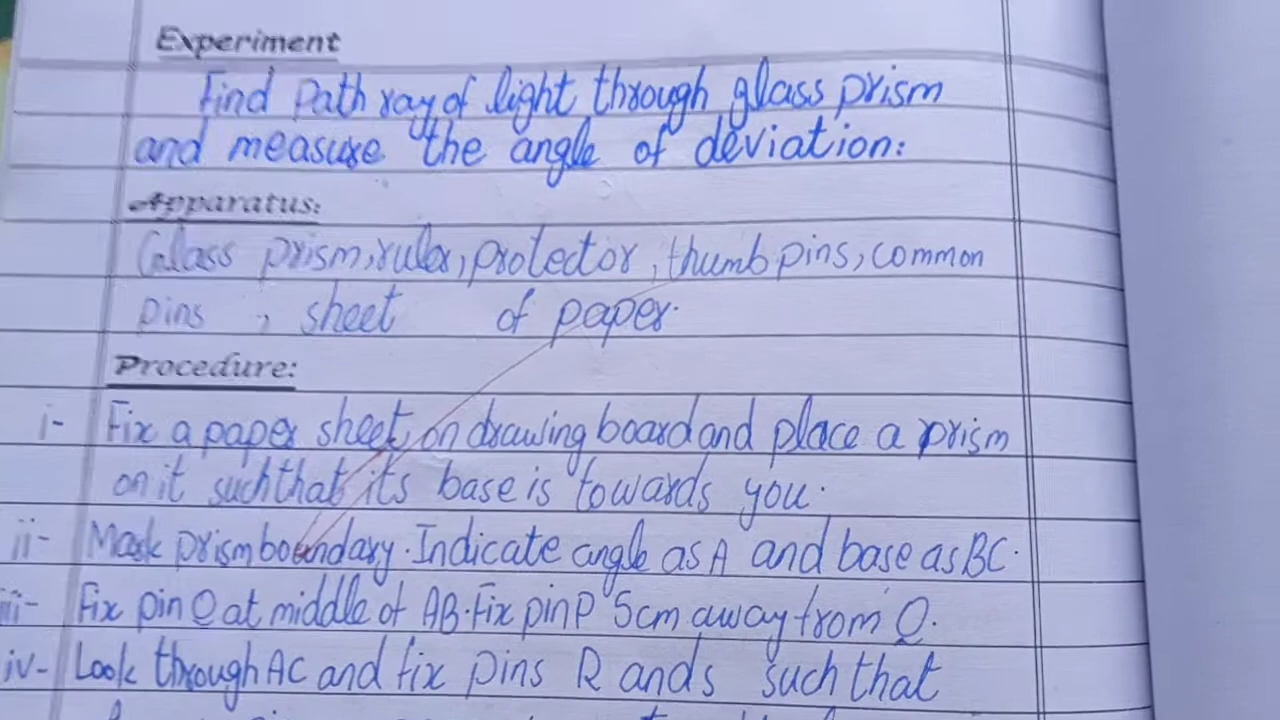 Experiment
Find Path ray of light through glass prism
and measure the angle of deviation:
Apparatus:
Glass prism, ruler, protector, thumb pins, common
pins , sheet of paper.
Procedure:
i- Fix a paper sheet, on drawing board and place a prism
on it such that its base is towards you.
ii- Mark prism boundary. Indicate angle as A and base as BC.
iii- Fix pin Q at middle of AB. Fix pin P 5cm away from Q.
iv- Look through AC and fix pins R and S such that